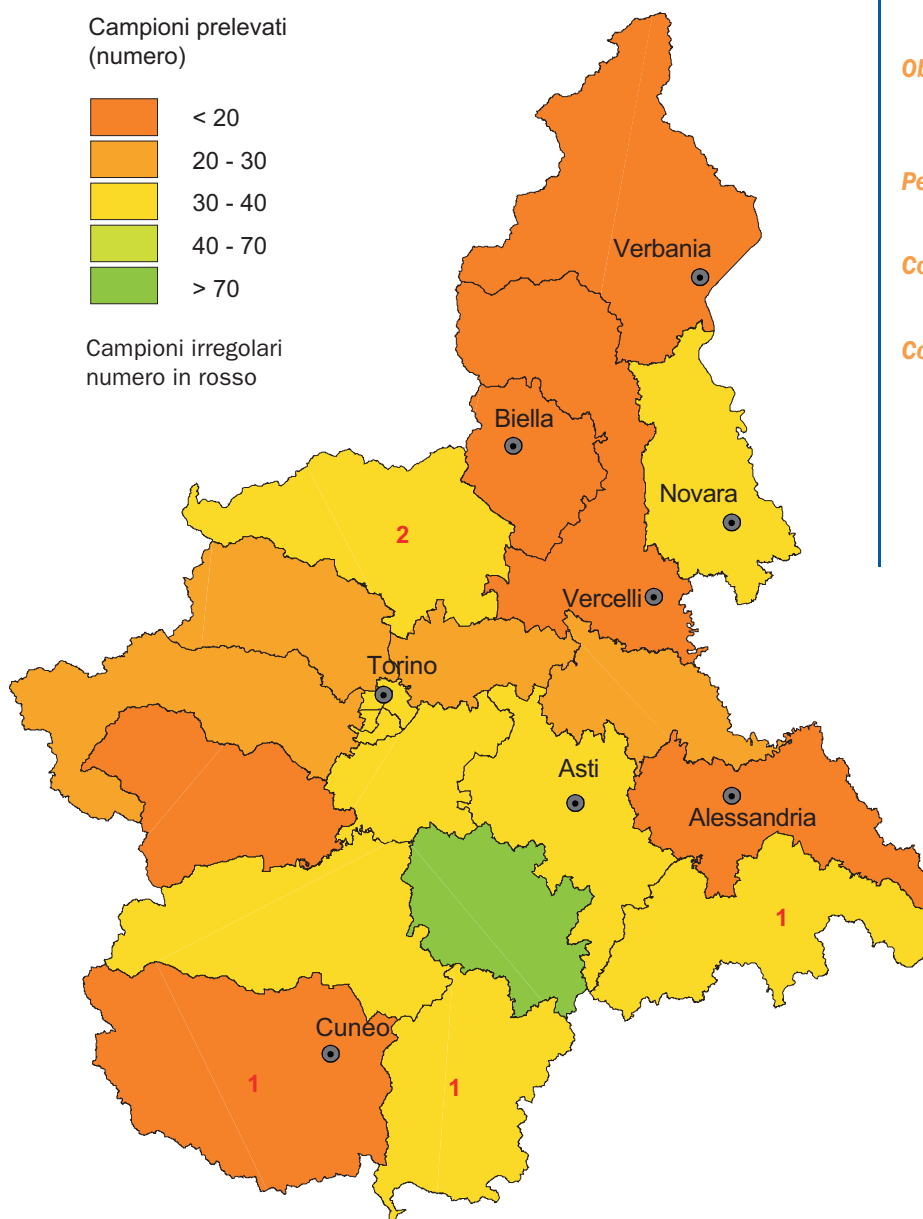 Campioni prelevati
(numero)
< 20
20 - 30
30 - 40
40 - 70
> 70
Campioni irregolari
numero in rosso
Verbania
Biella
Novara
2
Vercelli
Torino
Asti
Alessandria
1
Cuneo
1
1